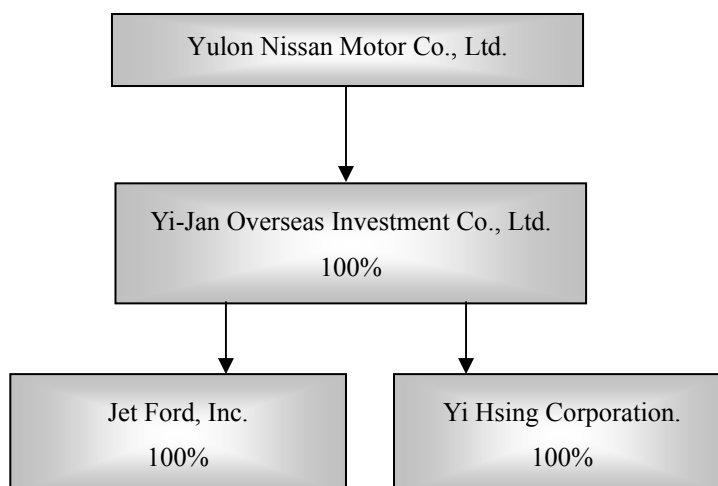 Yulon Nissan Motor Co., Ltd.
Yi-Jan Overseas Investment Co., Ltd.
100%
Jet Ford, Inc.
100%
Yi Hsing Corporation.
100%